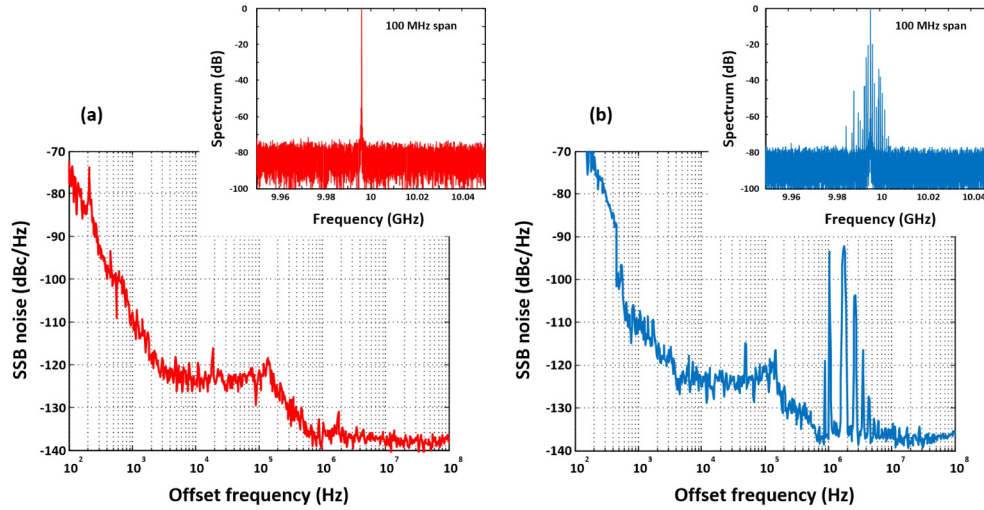 (a)
100 MHz span
Spectrum (dB)
0
-20
-40
-60
-80
-100
9.96 9.98 10 10.02 10.04
Frequency (GHz)
SSB noise (dBc/Hz)
-70
-80
-90
-100
-110
-120
-130
-140
10^2 10^3 10^4 10^5 10^6 10^7 10^8
Offset frequency (Hz)
(b)
100 MHz span
Spectrum (dB)
0
-20
-40
-60
-80
-100
9.96 9.98 10 10.02 10.04
Frequency (GHz)
SSB noise (dBc/Hz)
-70
-80
-90
-100
-110
-120
-130
-140
10^2 10^3 10^4 10^5 10^6 10^7 10^8
Offset frequency (Hz)